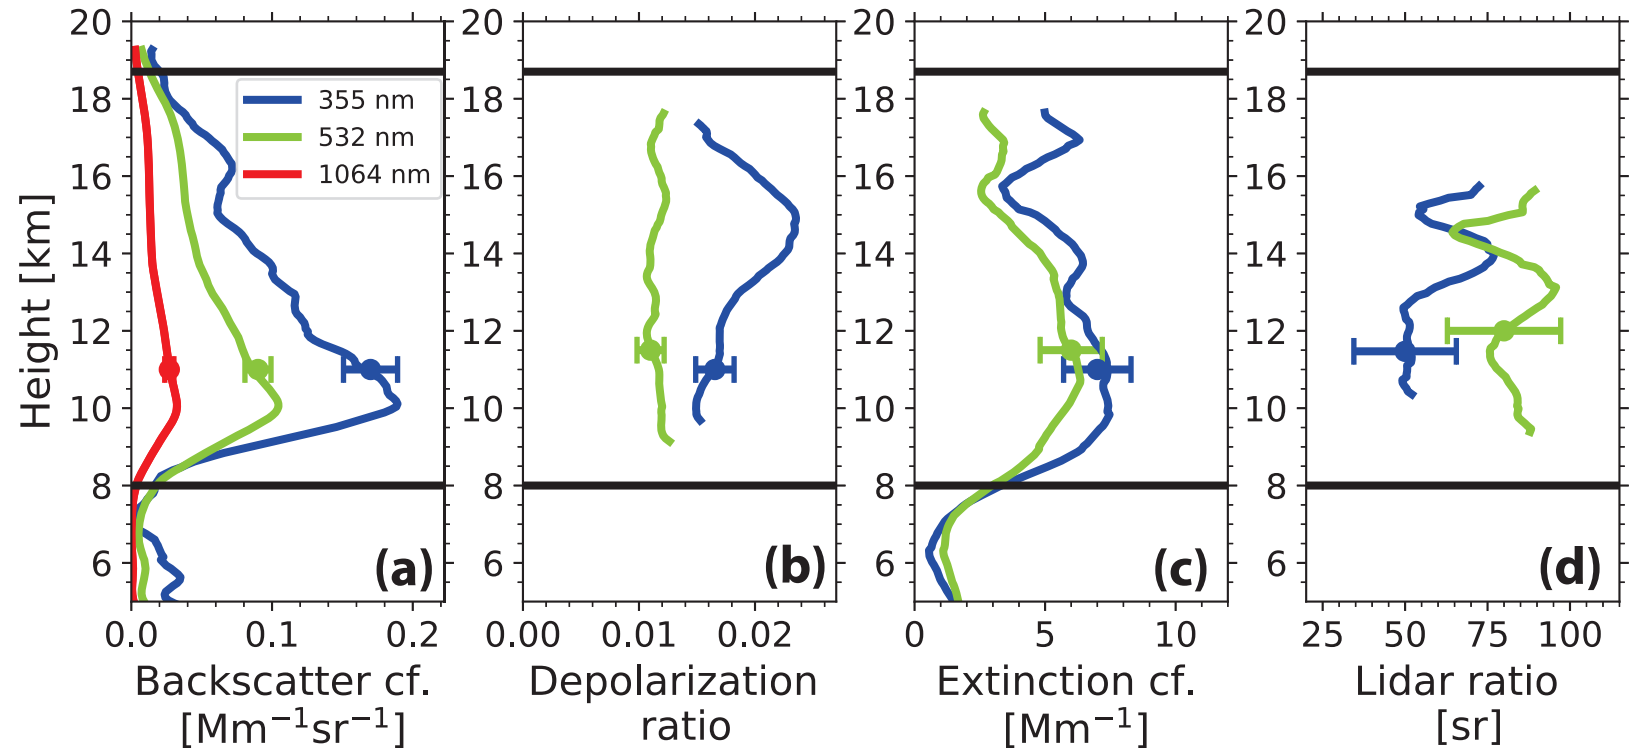 20
18
16
14
12
10
8
6
Height [km]
355 nm
532 nm
1064 nm
(a)
0.0
0.1
0.2
Backscatter cf.
[Mm⁻¹sr⁻¹]
20
18
16
14
12
10
8
6
(b)
0.00
0.01
0.02
Depolarization
ratio
20
18
16
14
12
10
8
6
(c)
0
5
10
Extinction cf.
[Mm⁻¹]
20
18
16
14
12
10
8
6
(d)
25
50
75
100
Lidar ratio
[sr]